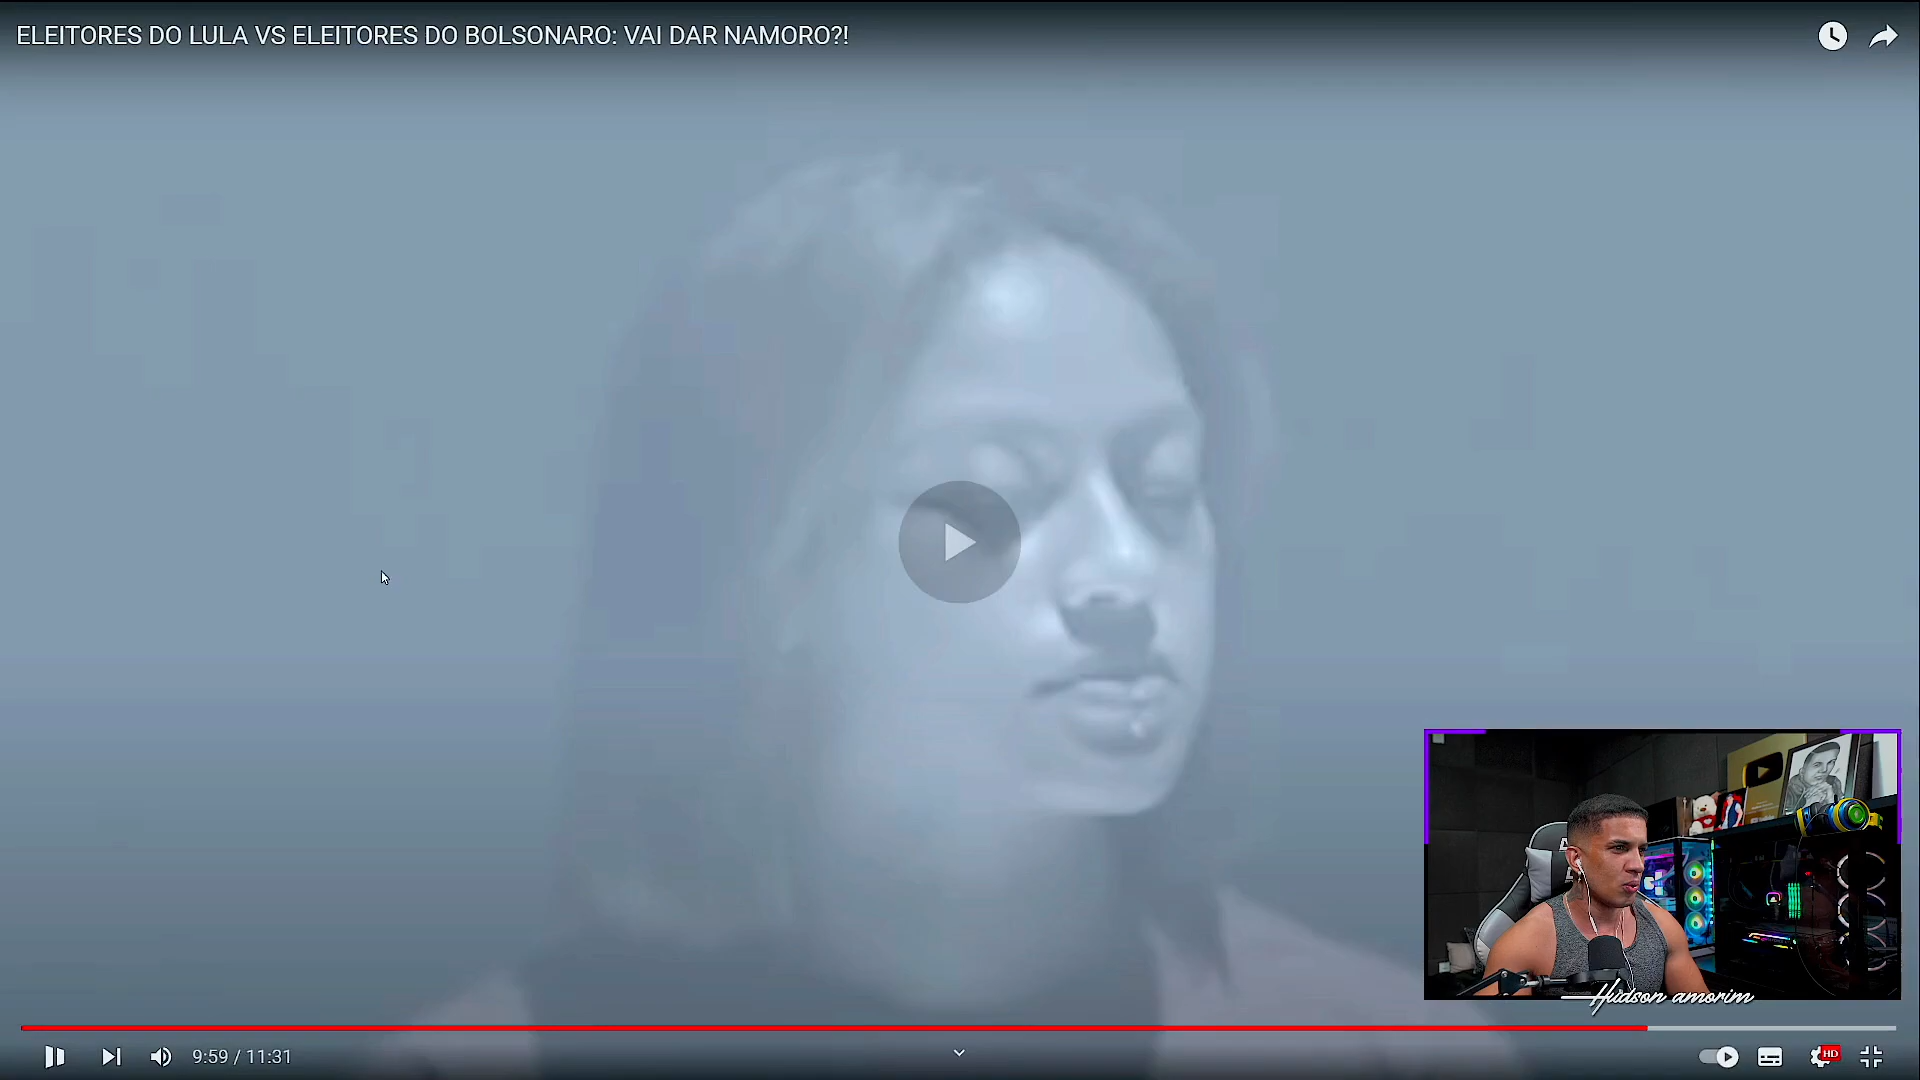 ELEITORES DO LULA VS ELEITORES DO BOLSONARO: VAI DAR NAMORO?!
Hudson amorim
9:59 / 11:31
HD